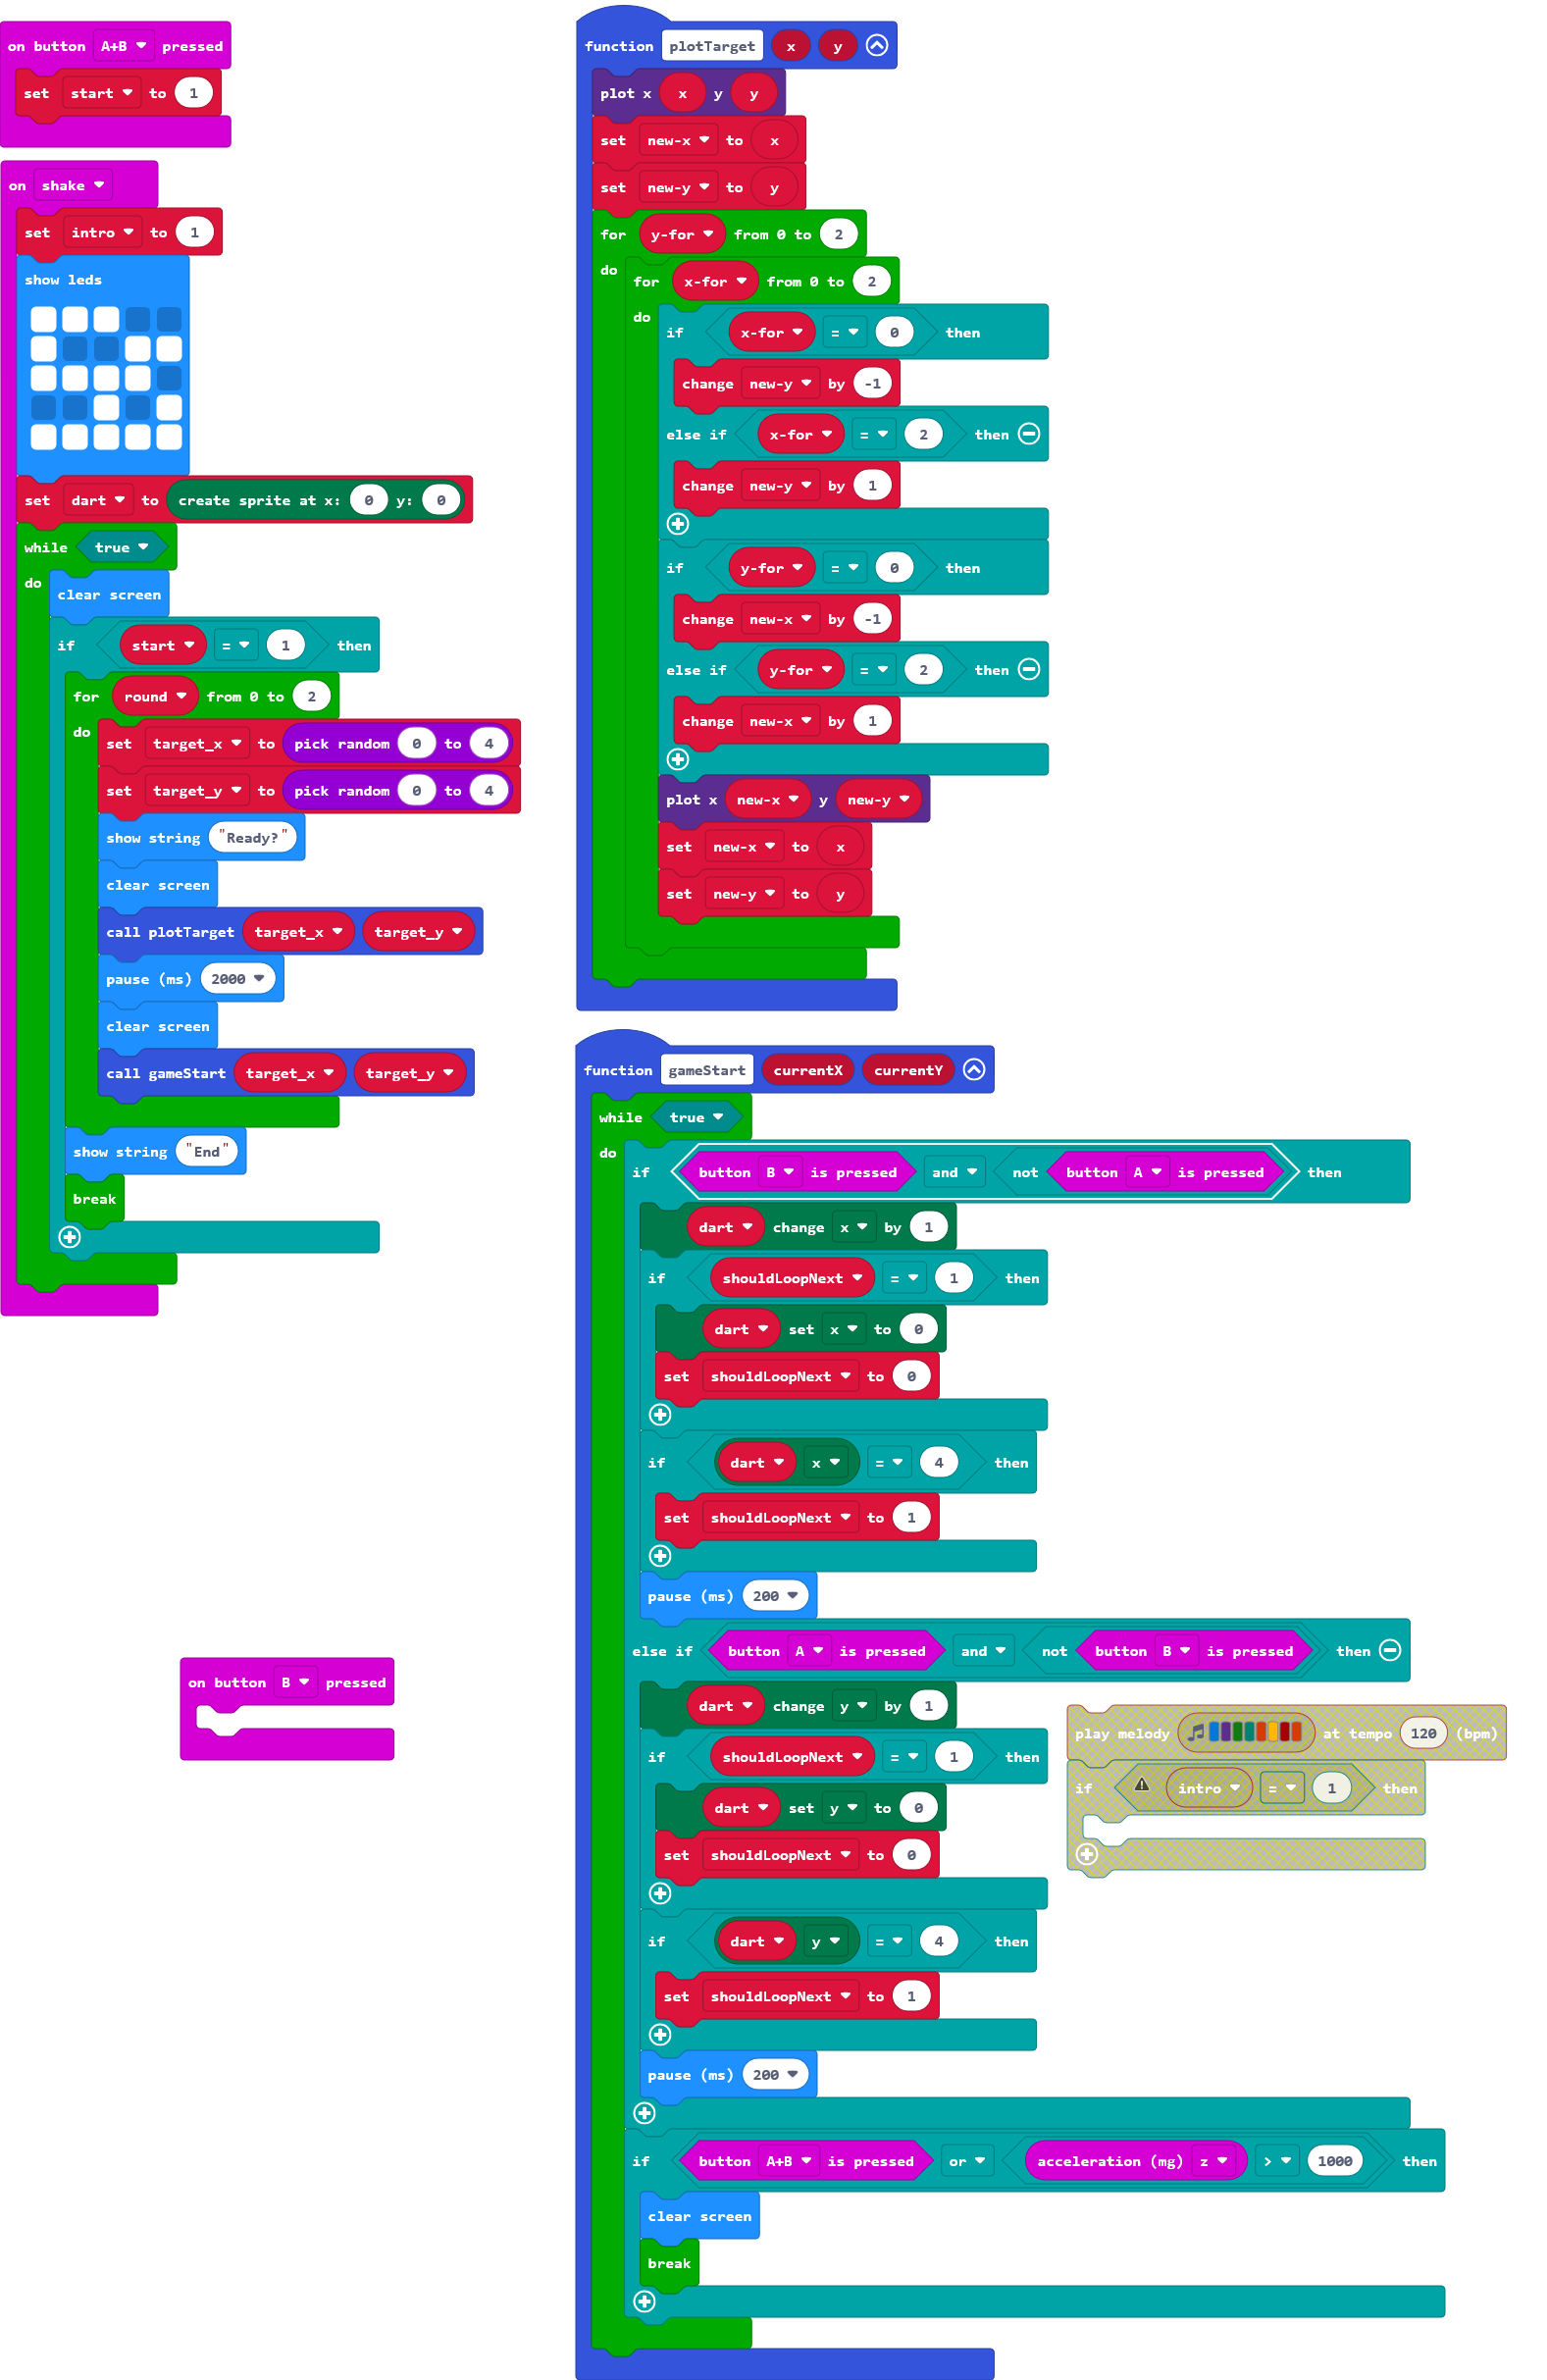 on button A+B pressed
set start to 1
on shake
set intro to 1
show leds
set dart to create sprite at x: 0 y: 0
while true
do
clear screen
if start = 1 then
for round from 0 to 2
do
set target_x to pick random 0 to 4
set target_y to pick random 0 to 4
show string "Ready?"
clear screen
call plotTarget target_x target_y
pause (ms) 2000
clear screen
call gameStart target_x target_y
show string "End"
break
on button B pressed
function plotTarget x y
plot x x y y
set new-x to x
set new-y to y
for y-for from 0 to 2
do
for x-for from 0 to 2
do
if x-for = 0 then
change new-y by -1
else if x-for = 2 then
change new-y by 1
if y-for = 0 then
change new-x by -1
else if y-for = 2 then
change new-x by 1
plot x new-x y new-y
set new-x to x
set new-y to y
function gameStart currentX currentY
while true
do
if button B is pressed and not button A is pressed then
dart change x by 1
if shouldLoopNext = 1 then
dart set x to 0
set shouldLoopNext to 0
if dart x = 4 then
set shouldLoopNext to 1
pause (ms) 200
else if button A is pressed and not button B is pressed then
dart change y by 1
if shouldLoopNext = 1 then
dart set y to 0
set shouldLoopNext to 0
if dart y = 4 then
set shouldLoopNext to 1
pause (ms) 200
if button A+B is pressed or acceleration (mg) z > 1000 then
clear screen
break
play melody at tempo 120 (bpm)
if intro = 1 then